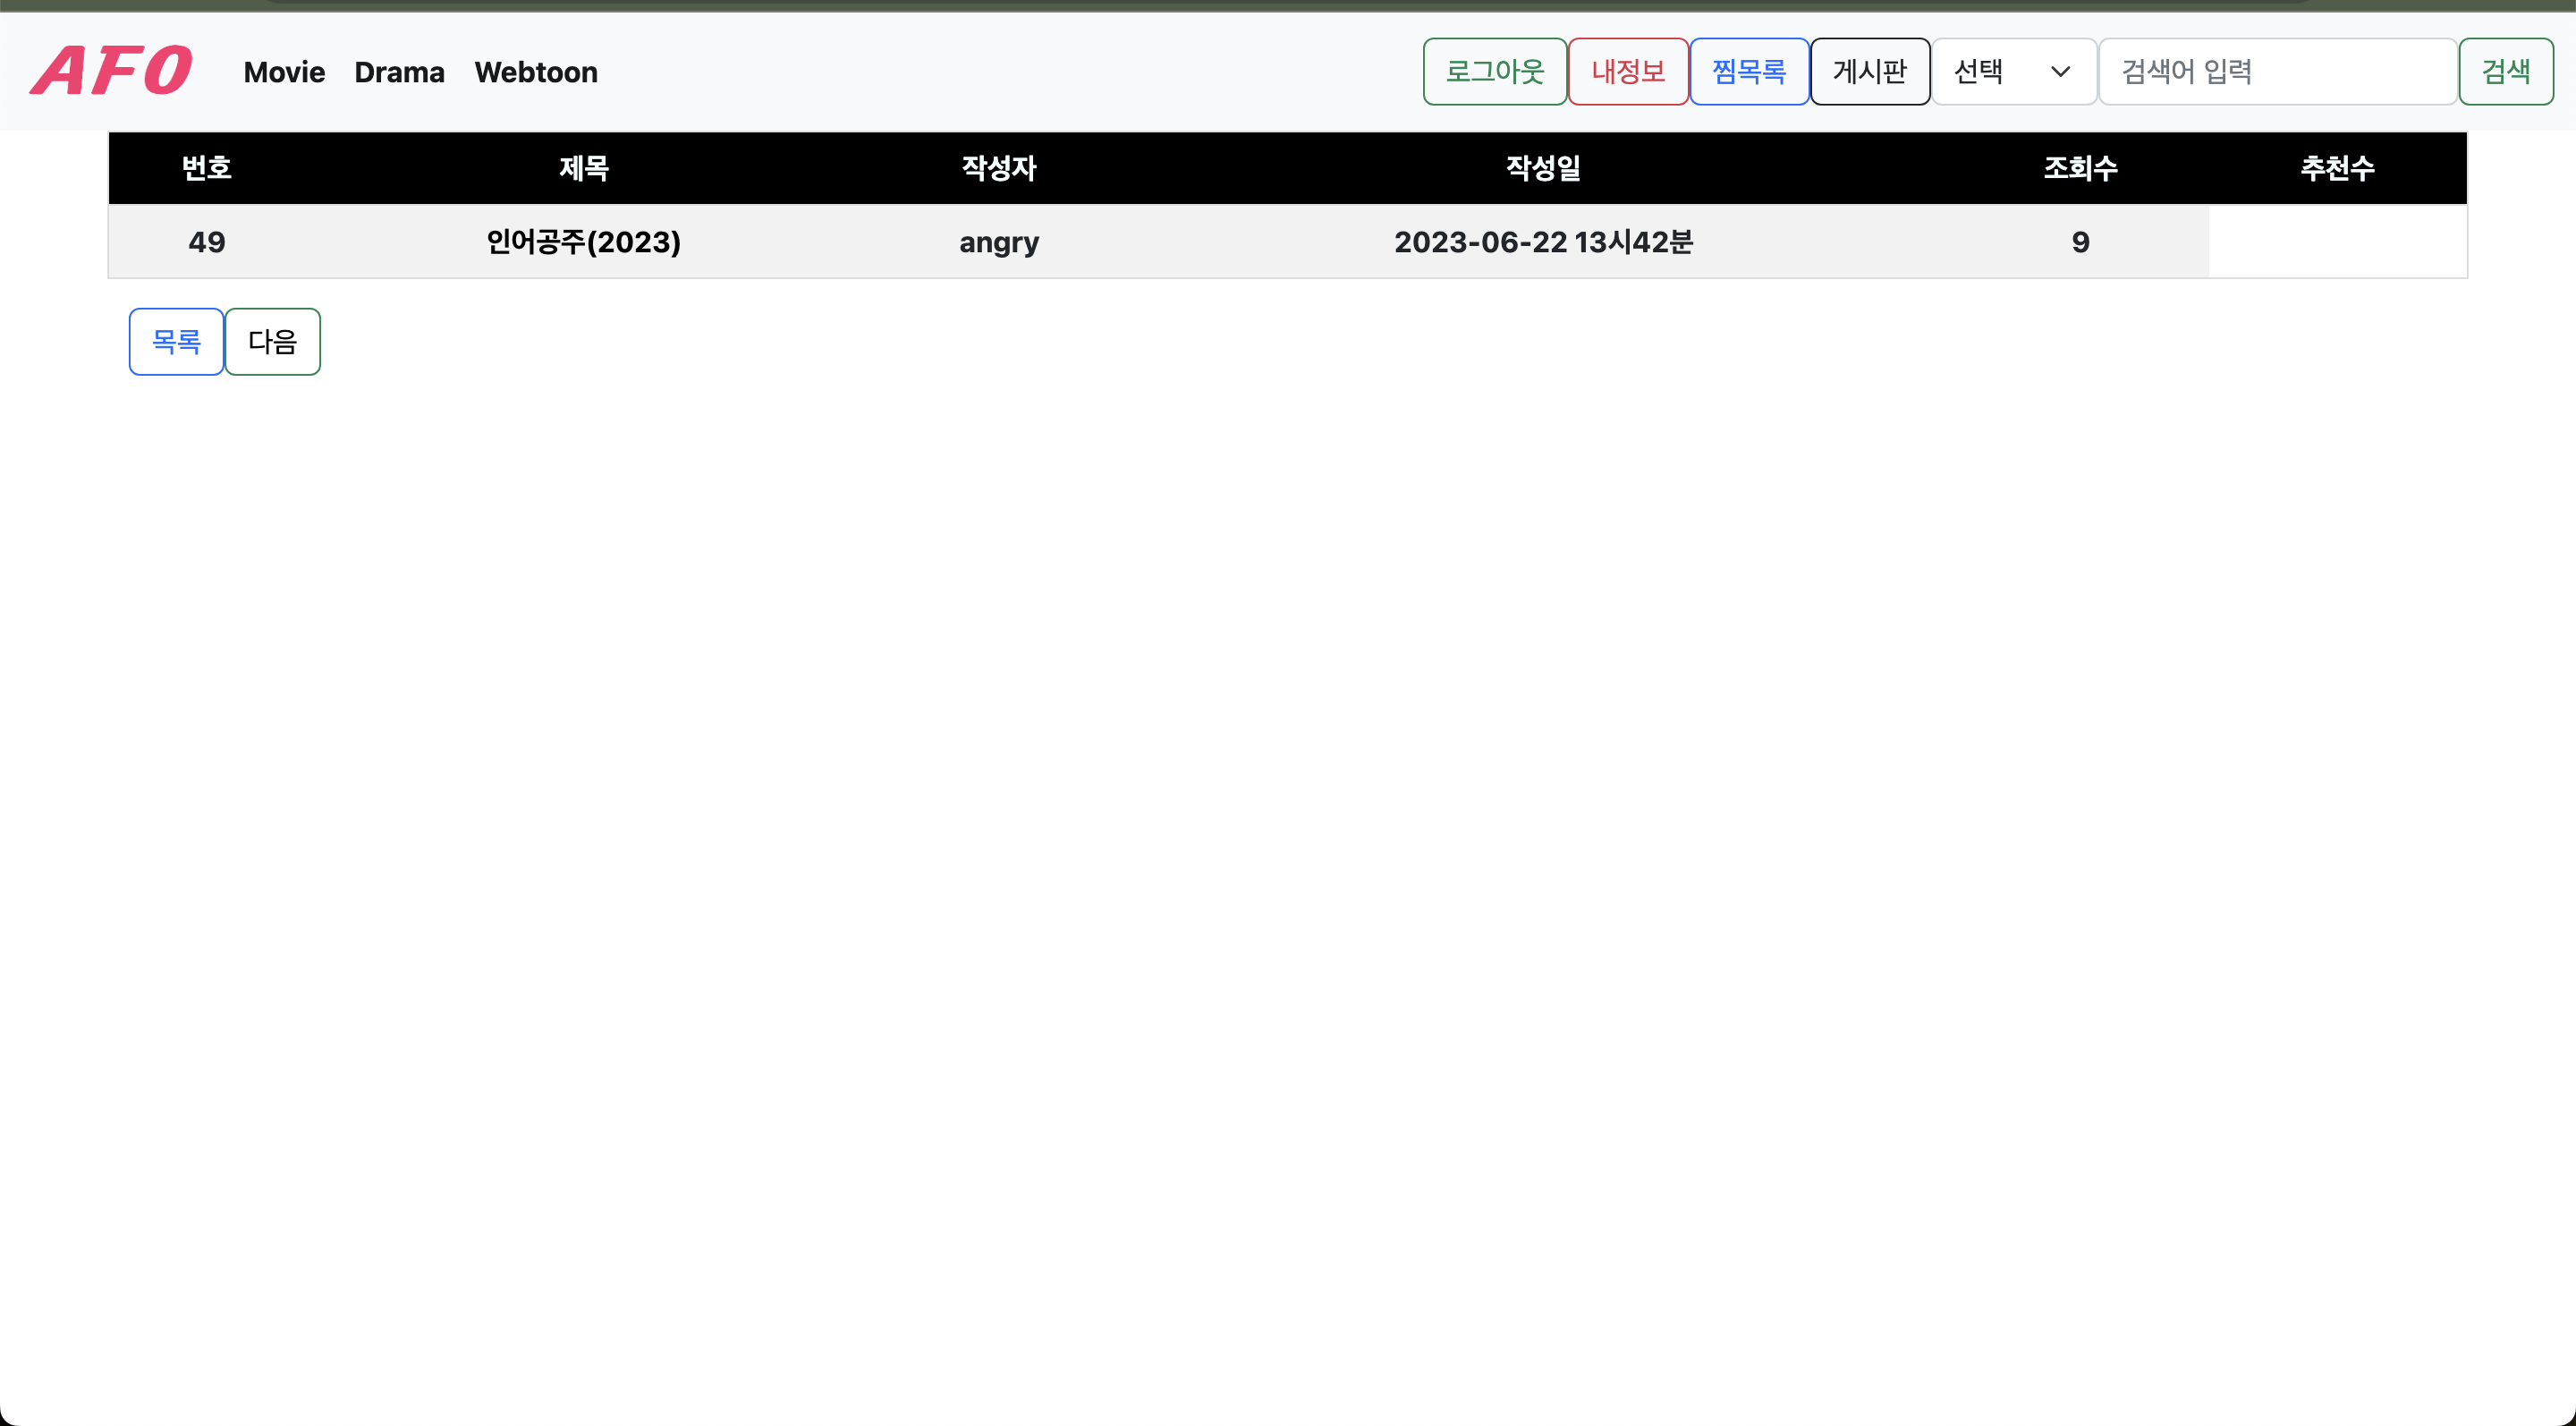 AFO Movie Drama Webtoon 로그아웃 내정보 찜목록 게시판 선택 검색어 입력 검색
번호 제목 작성자 작성일 조회수 추천수
49 인어공주(2023) angry 2023-06-22 13시42분 9
목록 다음